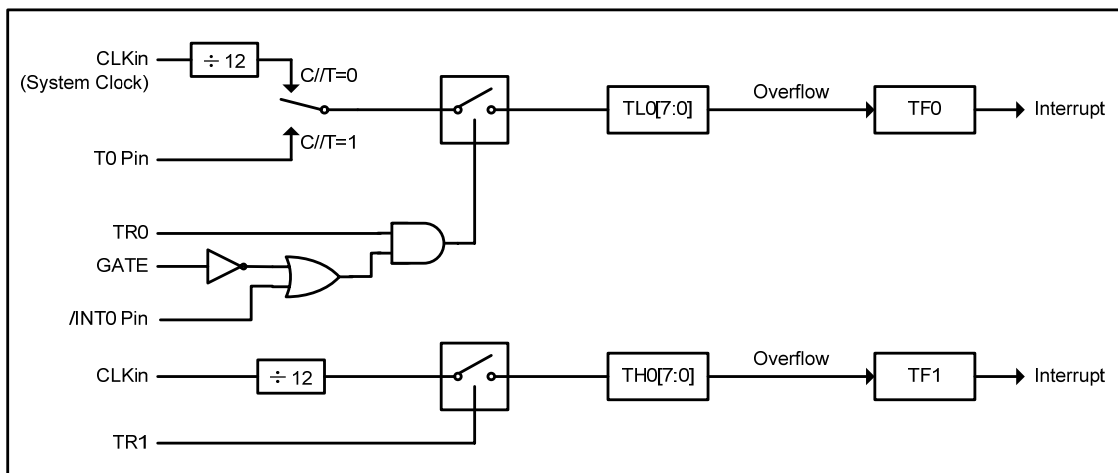 CLKin
(System Clock)
÷ 12
C//T=0
C//T=1
T0 Pin
TL0[7:0]
Overflow
TF0
Interrupt
TR0
GATE
/INT0 Pin
CLKin
÷ 12
TH0[7:0]
Overflow
TF1
Interrupt
TR1